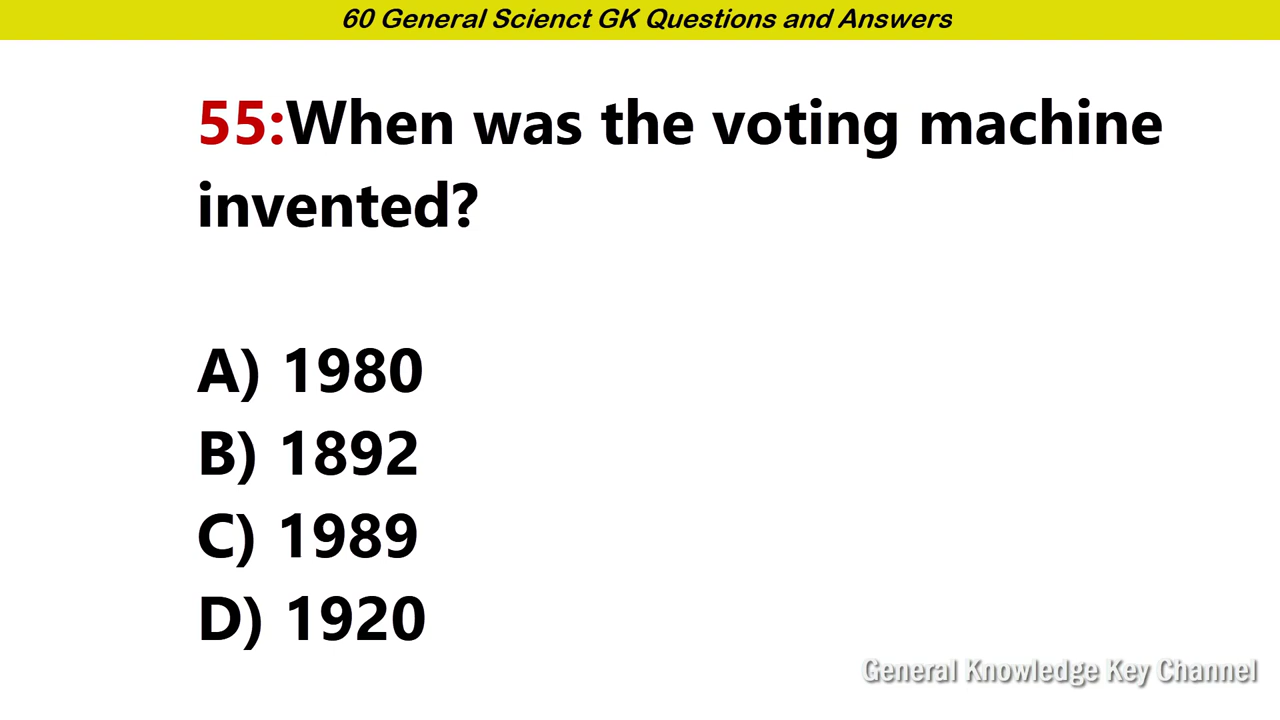 60 General Scienct GK Questions and Answers
55:When was the voting machine
invented?
A) 1980
B) 1892
C) 1989
D) 1920
General Knowledge Key Channel